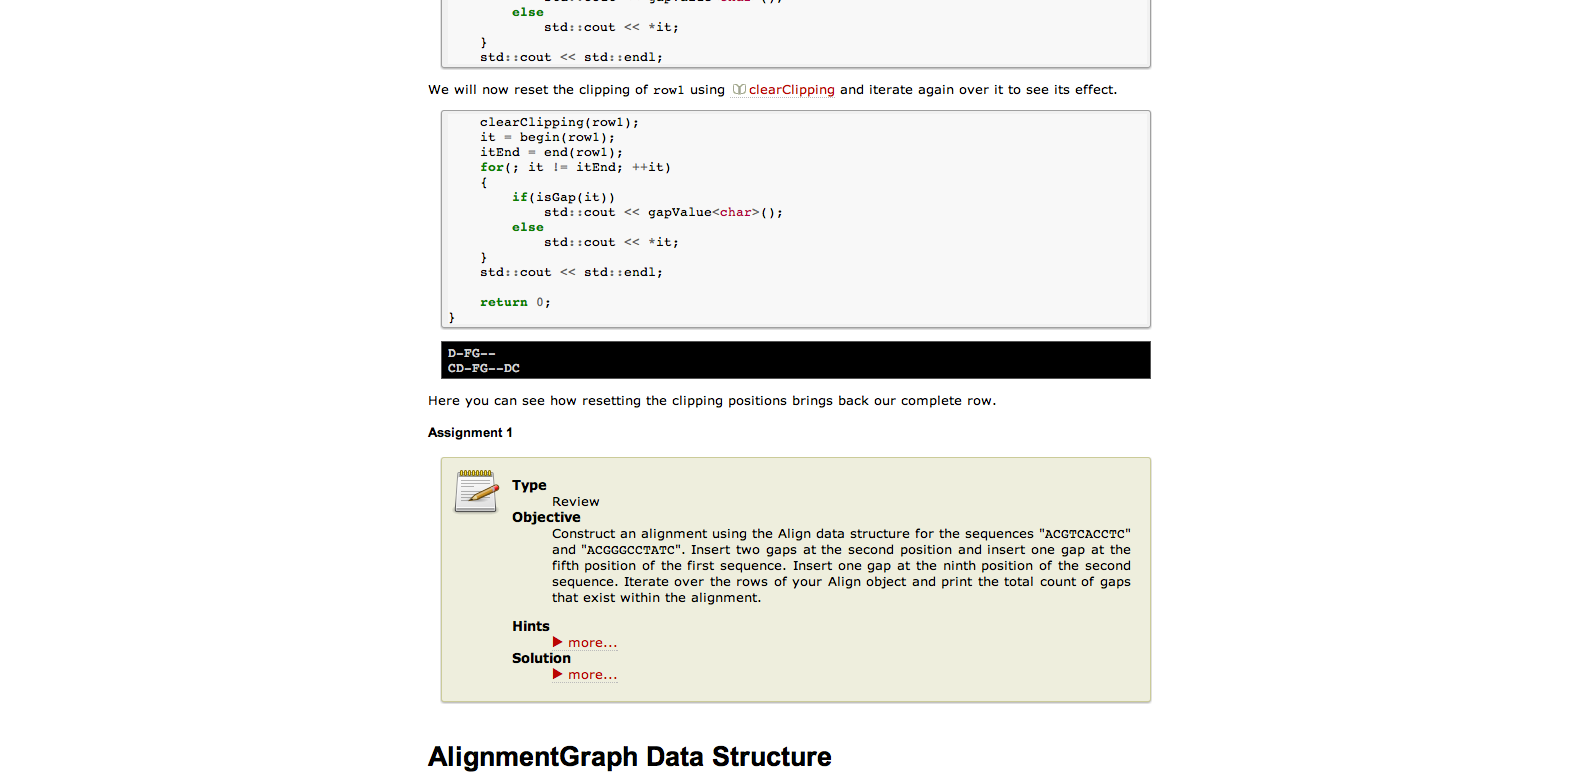 else
std::cout << *it;
}
std::cout << std::endl;
We will now reset the clipping of row1 using clearClipping and iterate again over it to see its effect.
clearClipping(row1);
it = begin(row1);
itEnd = end(row1);
for(; it != itEnd; ++it)
{
if(isGap(it))
std::cout << gapValue<char>();
else
std::cout << *it;
}
std::cout << std::endl;
return 0;
}
D-FG--
CD-FG--DC
Here you can see how resetting the clipping positions brings back our complete row.
Assignment 1
Type
Review
Objective
Construct an alignment using the Align data structure for the sequences "ACGTCACCTC"
and "ACGGGCCTATC". Insert two gaps at the second position and insert one gap at the
fifth position of the first sequence. Insert one gap at the ninth position of the second
sequence. Iterate over the rows of your Align object and print the total count of gaps
that exist within the alignment.
Hints
more...
Solution
more...
AlignmentGraph Data Structure